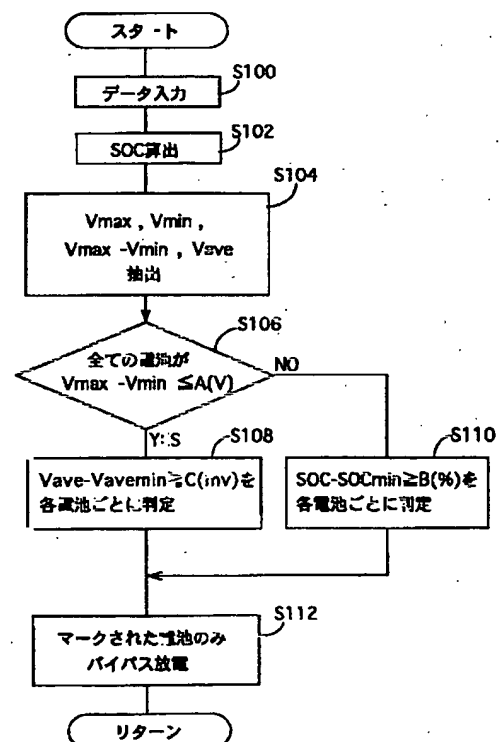 スタート
S100
データ入力
S102
SOC算出
S104
Vmax , Vmin ,
Vmax -Vmin , Vave
抽出
S106
全ての電池が
Vmax -Vmin ≦A(V)
NO
YES
S108
Vave-Vavemin≧C(mv)を
各電池ごとに判定
S110
SOC-SOCmin≧B(%)を
各電池ごとに判定
S112
マークされた電池のみ
バイパス放電
リターン